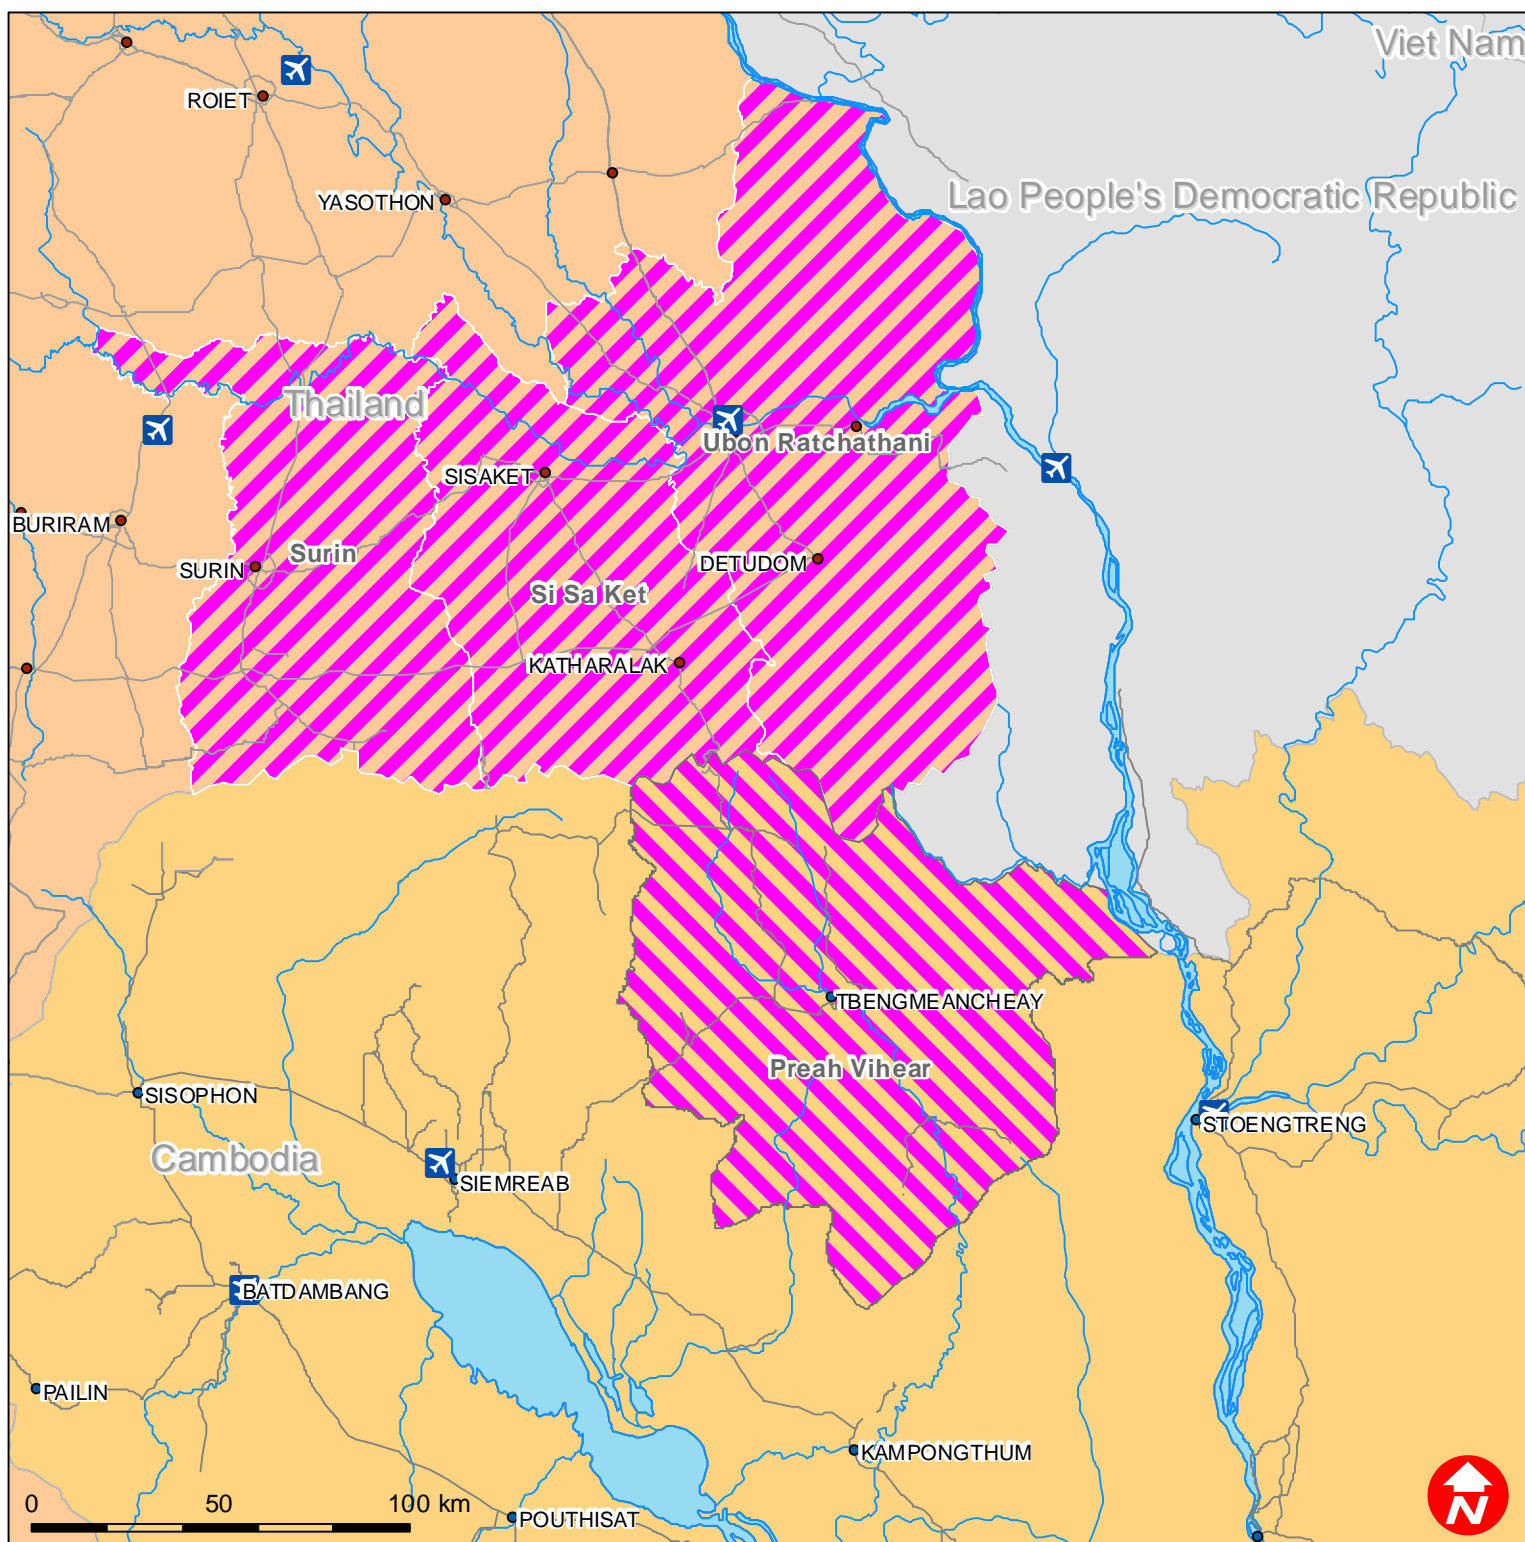 Viet Nam
ROIET
Lao People's Democratic Republic
YASOTHON
Thailand
Ubon Ratchathani
SISAKET
BURIRAM
Surin
DETUDOM
SURIN
Si Sa Ket
KATHARALAK
TBENGMEANCHEAY
Preah Vihear
SISOPHON
STOENGTRENG
Cambodia
SIEMREAB
BATDAMBANG
PAILIN
KAMPONGTHUM
0 50 100 km
N
POUTHISAT